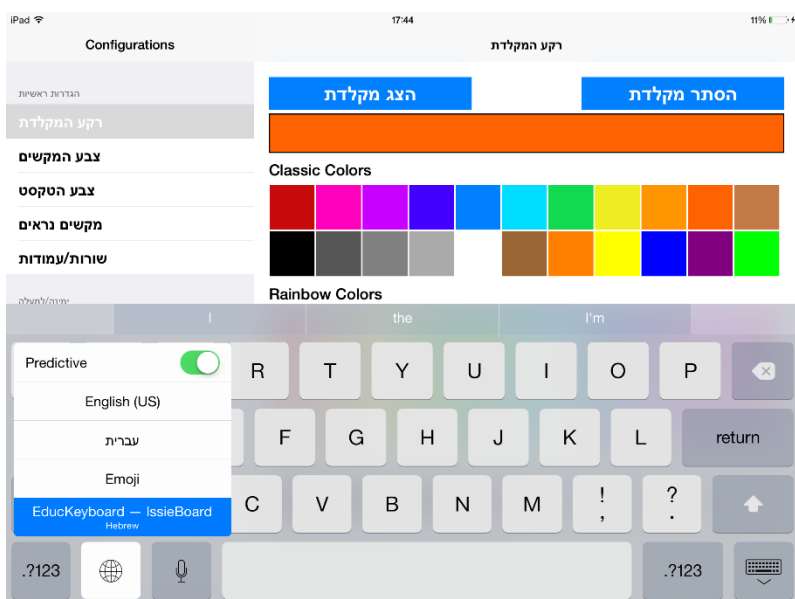 iPad
17:44
11%
Configurations
רקע המקלדת
הגדרות ראשיות
רקע המקלדת
צבע המקשים
צבע הטקסט
מקשים נראים
שורות/עמודות
ימינה/למעלה
הצג מקלדת
הסתר מקלדת
Classic Colors
Rainbow Colors
I the I'm
Predictive
English (US)
עברית
Emoji
EducKeyboard — IssieBoard
Hebrew
R T Y U I O P
F G H J K L return
C V B N M ! , ? .
.?123 .?123